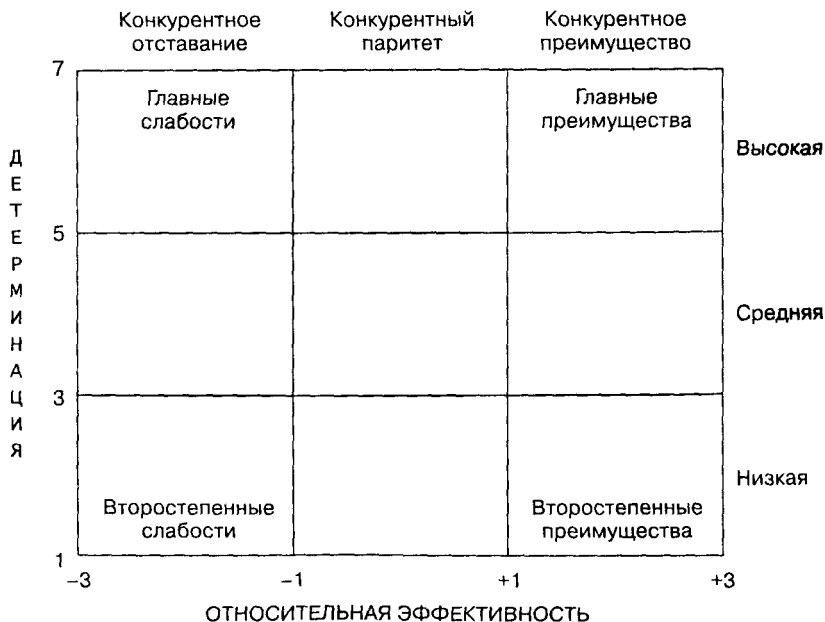 Конкурентное
отставание
Конкурентный
паритет
Конкурентное
преимущество
7
Главные
слабости
Главные
преимущества
Высокая
ДЕТЕРМИНАЦИЯ
5
Средняя
3
Низкая
Второстепенные
слабости
Второстепенные
преимущества
1
–3
–1
+1
+3
ОТНОСИТЕЛЬНАЯ ЭФФЕКТИВНОСТЬ